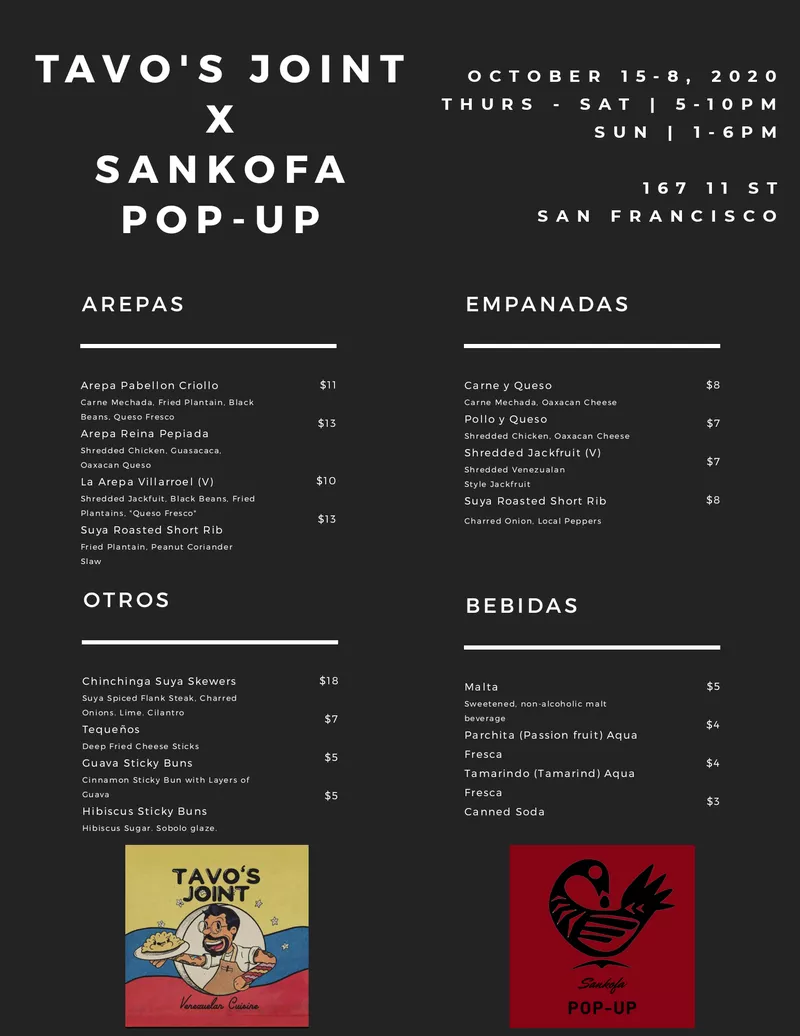 TAVO'S JOINT
X
SANKOFA
POP-UP
OCTOBER 15-8, 2020
THURS - SAT | 5-10PM
SUN | 1-6PM
167 11 ST
SAN FRANCISCO
AREPAS
Arepa Pabellon Criollo $11
Carne Mechada, Fried Plantain, Black
Beans, Queso Fresco
$13
Arepa Reina Pepiada
Shredded Chicken, Guasacaca,
Oaxacan Queso
La Arepa Villarroel (V) $10
Shredded Jackfuit, Black Beans, Fried
Plantains, "Queso Fresco"
$13
Suya Roasted Short Rib
Fried Plantain, Peanut Coriander
Slaw
EMPANADAS
Carne y Queso $8
Carne Mechada, Oaxacan Cheese
Pollo y Queso $7
Shredded Chicken, Oaxacan Cheese
Shredded Jackfruit (V) $7
Shredded Venezualan
Style Jackfruit
Suya Roasted Short Rib $8
Charred Onion, Local Peppers
OTROS
Chinchinga Suya Skewers $18
Suya Spiced Flank Steak, Charred
Onions. Lime. Cilantro
$7
Tequeños
Deep Fried Cheese Sticks
Guava Sticky Buns $5
Cinnamon Sticky Bun with Layers of
Guava $5
Hibiscus Sticky Buns
Hibiscus Sugar. Sobolo glaze.
BEBIDAS
Malta $5
Sweetened, non-alcoholic malt
beverage
$4
Parchita (Passion fruit) Aqua
Fresca
$4
Tamarindo (Tamarind) Aqua
Fresca
$3
Canned Soda
TAVO'S
JOINT
Venezuelan Cuisine
Sankofa
POP-UP